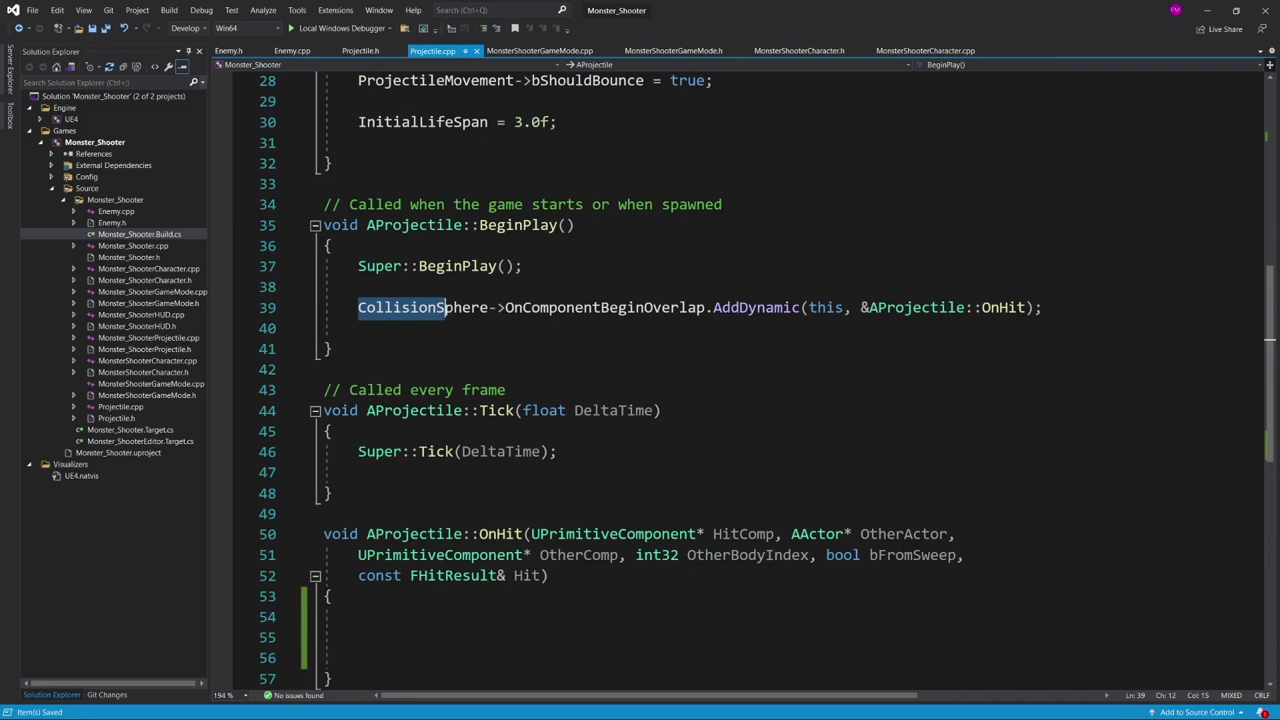 File Edit View Git Project Build Debug Test Analyze Tools Extensions Window Help Search (Ctrl+Q) Monster_Shooter FM
Develop Win64 Local Windows Debugger Live Share
Server Explorer
Toolbox
Solution Explorer
Search Solution Explorer (Ctrl+;)
Solution 'Monster_Shooter' (2 of 2 projects)
Engine
UE4
Games
Monster_Shooter
References
External Dependencies
Config
Source
Monster_Shooter
Enemy.cpp
Enemy.h
Monster_Shooter.Build.cs
Monster_Shooter.cpp
Monster_Shooter.h
Monster_ShooterCharacter.cpp
Monster_ShooterCharacter.h
Monster_ShooterGameMode.cpp
Monster_ShooterGameMode.h
Monster_ShooterHUD.cpp
Monster_ShooterHUD.h
Monster_ShooterProjectile.cpp
Monster_ShooterProjectile.h
MonsterShooterCharacter.cpp
MonsterShooterCharacter.h
MonsterShooterGameMode.cpp
MonsterShooterGameMode.h
Projectile.cpp
Projectile.h
Monster_Shooter.Target.cs
Monster_ShooterEditor.Target.cs
Monster_Shooter.uproject
Visualizers
UE4.natvis
Solution Explorer Git Changes
Enemy.h Enemy.cpp Projectile.h Projectile.cpp MonsterShooterGameMode.cpp MonsterShooterGameMode.h MonsterShooterCharacter.h MonsterShooterCharacter.cpp
Monster_Shooter AProjectile BeginPlay()
28 ProjectileMovement->bShouldBounce = true;
29
30 InitialLifeSpan = 3.0f;
31
32 }
33
34 // Called when the game starts or when spawned
35 void AProjectile::BeginPlay()
36 {
37 Super::BeginPlay();
38
39 CollisionSphere->OnComponentBeginOverlap.AddDynamic(this, &AProjectile::OnHit);
40
41 }
42
43 // Called every frame
44 void AProjectile::Tick(float DeltaTime)
45 {
46 Super::Tick(DeltaTime);
47
48 }
49
50 void AProjectile::OnHit(UPrimitiveComponent* HitComp, AActor* OtherActor,
51 UPrimitiveComponent* OtherComp, int32 OtherBodyIndex, bool bFromSweep,
52 const FHitResult& Hit)
53 {
54
55
56
57 }
194 % No issues found Ln: 39 Ch: 12 Col: 15 MIXED CRLF
Item(s) Saved Add to Source Control